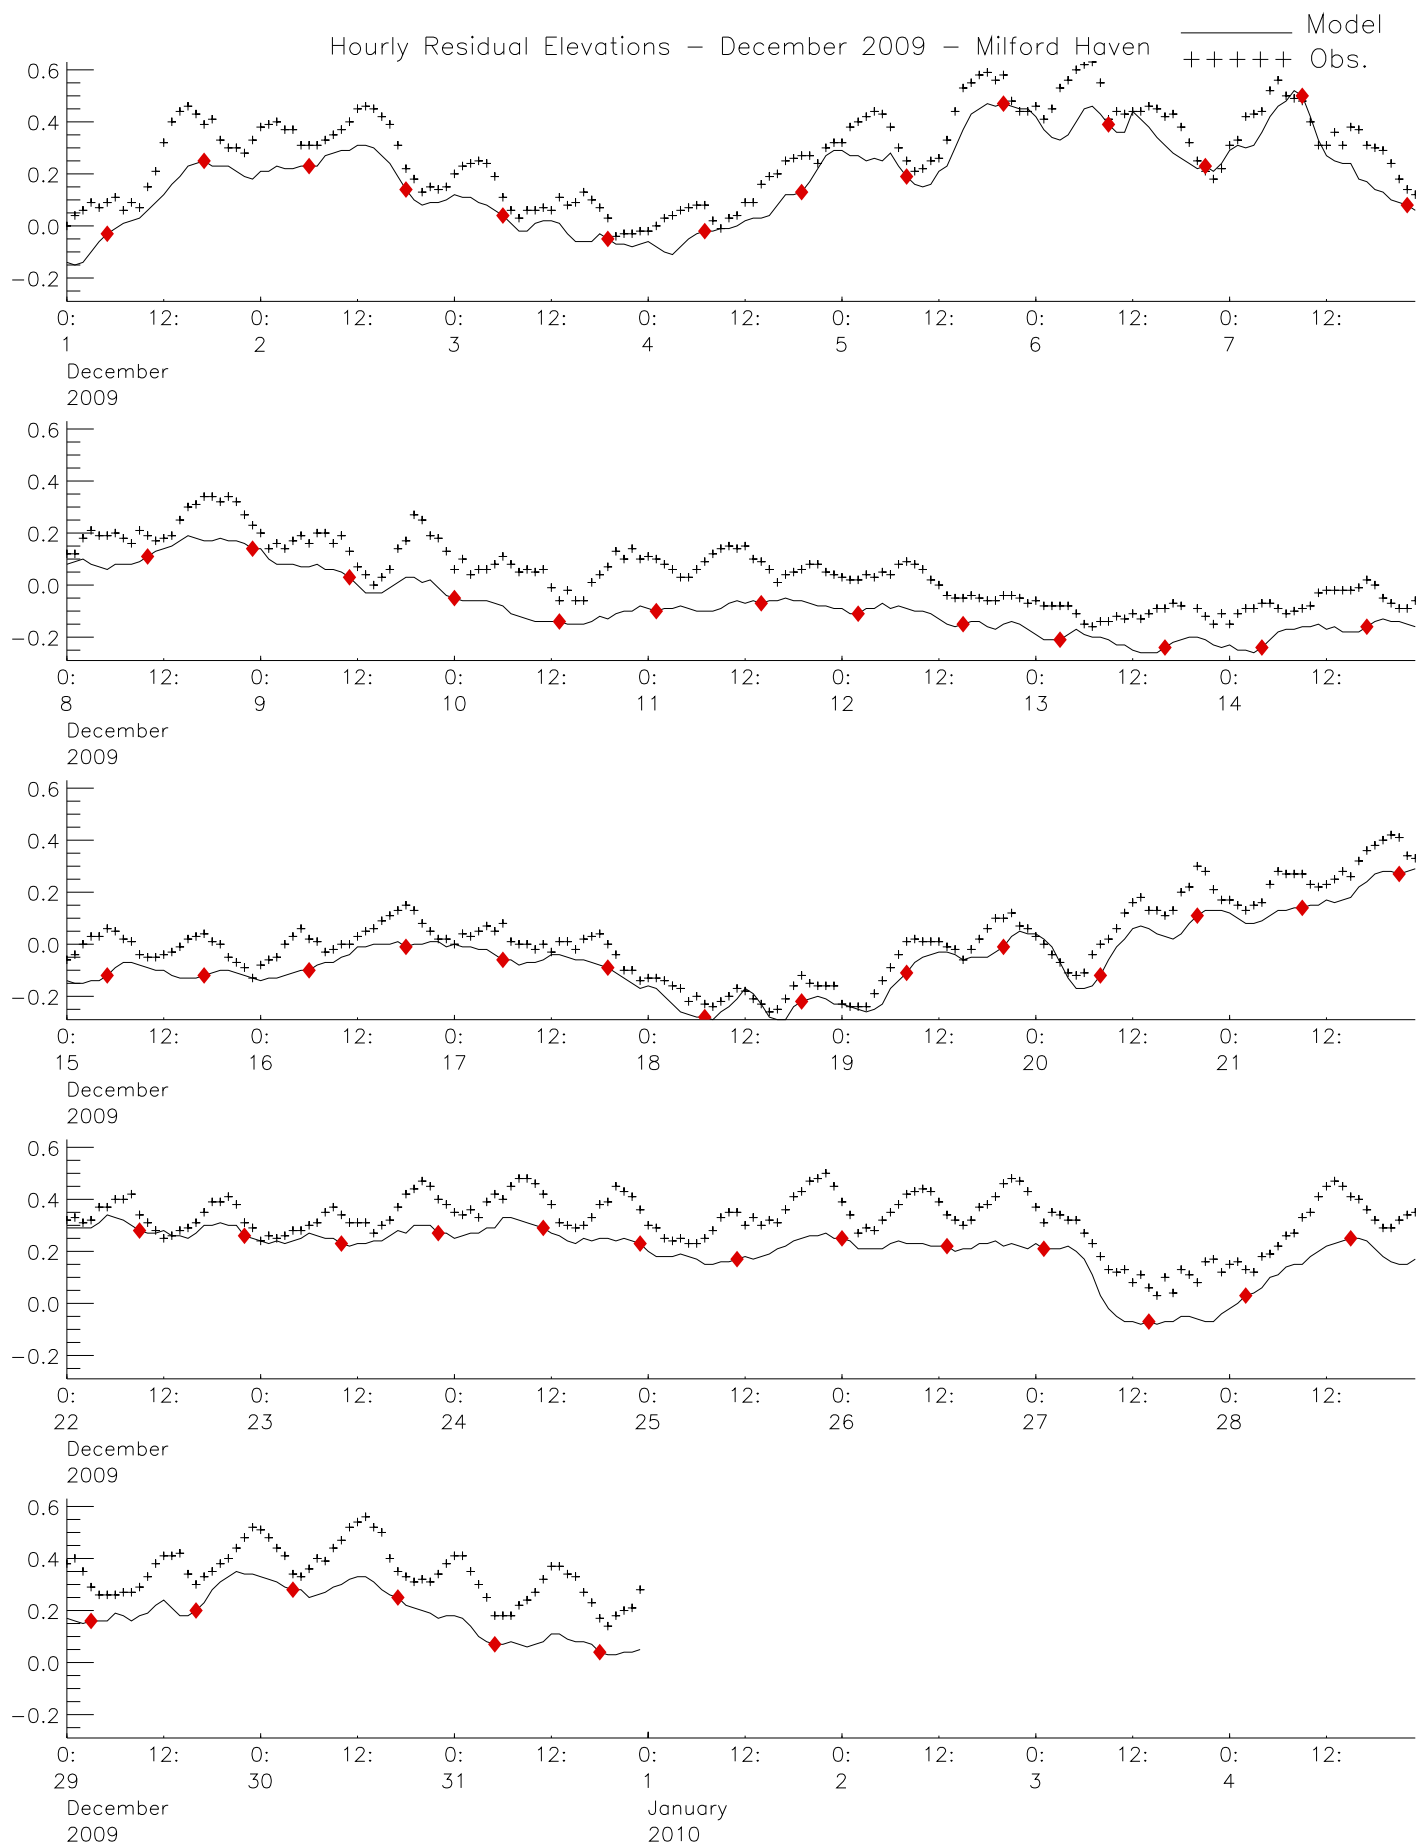 Hourly Residual Elevations – December 2009 – Milford Haven
Model
+++++ Obs.
0.6
0.4
0.2
0.0
−0.2
0: 12: 0: 12: 0: 12: 0: 12: 0: 12: 0: 12: 0: 12:
1 2 3 4 5 6 7
December
2009
0.6
0.4
0.2
0.0
−0.2
0: 12: 0: 12: 0: 12: 0: 12: 0: 12: 0: 12: 0: 12:
8 9 10 11 12 13 14
December
2009
0.6
0.4
0.2
0.0
−0.2
0: 12: 0: 12: 0: 12: 0: 12: 0: 12: 0: 12: 0: 12:
15 16 17 18 19 20 21
December
2009
0.6
0.4
0.2
0.0
−0.2
0: 12: 0: 12: 0: 12: 0: 12: 0: 12: 0: 12: 0: 12:
22 23 24 25 26 27 28
December
2009
0.6
0.4
0.2
0.0
−0.2
0: 12: 0: 12: 0: 12: 0: 12: 0: 12: 0: 12: 0: 12:
29 30 31 1 2 3 4
December January
2009 2010